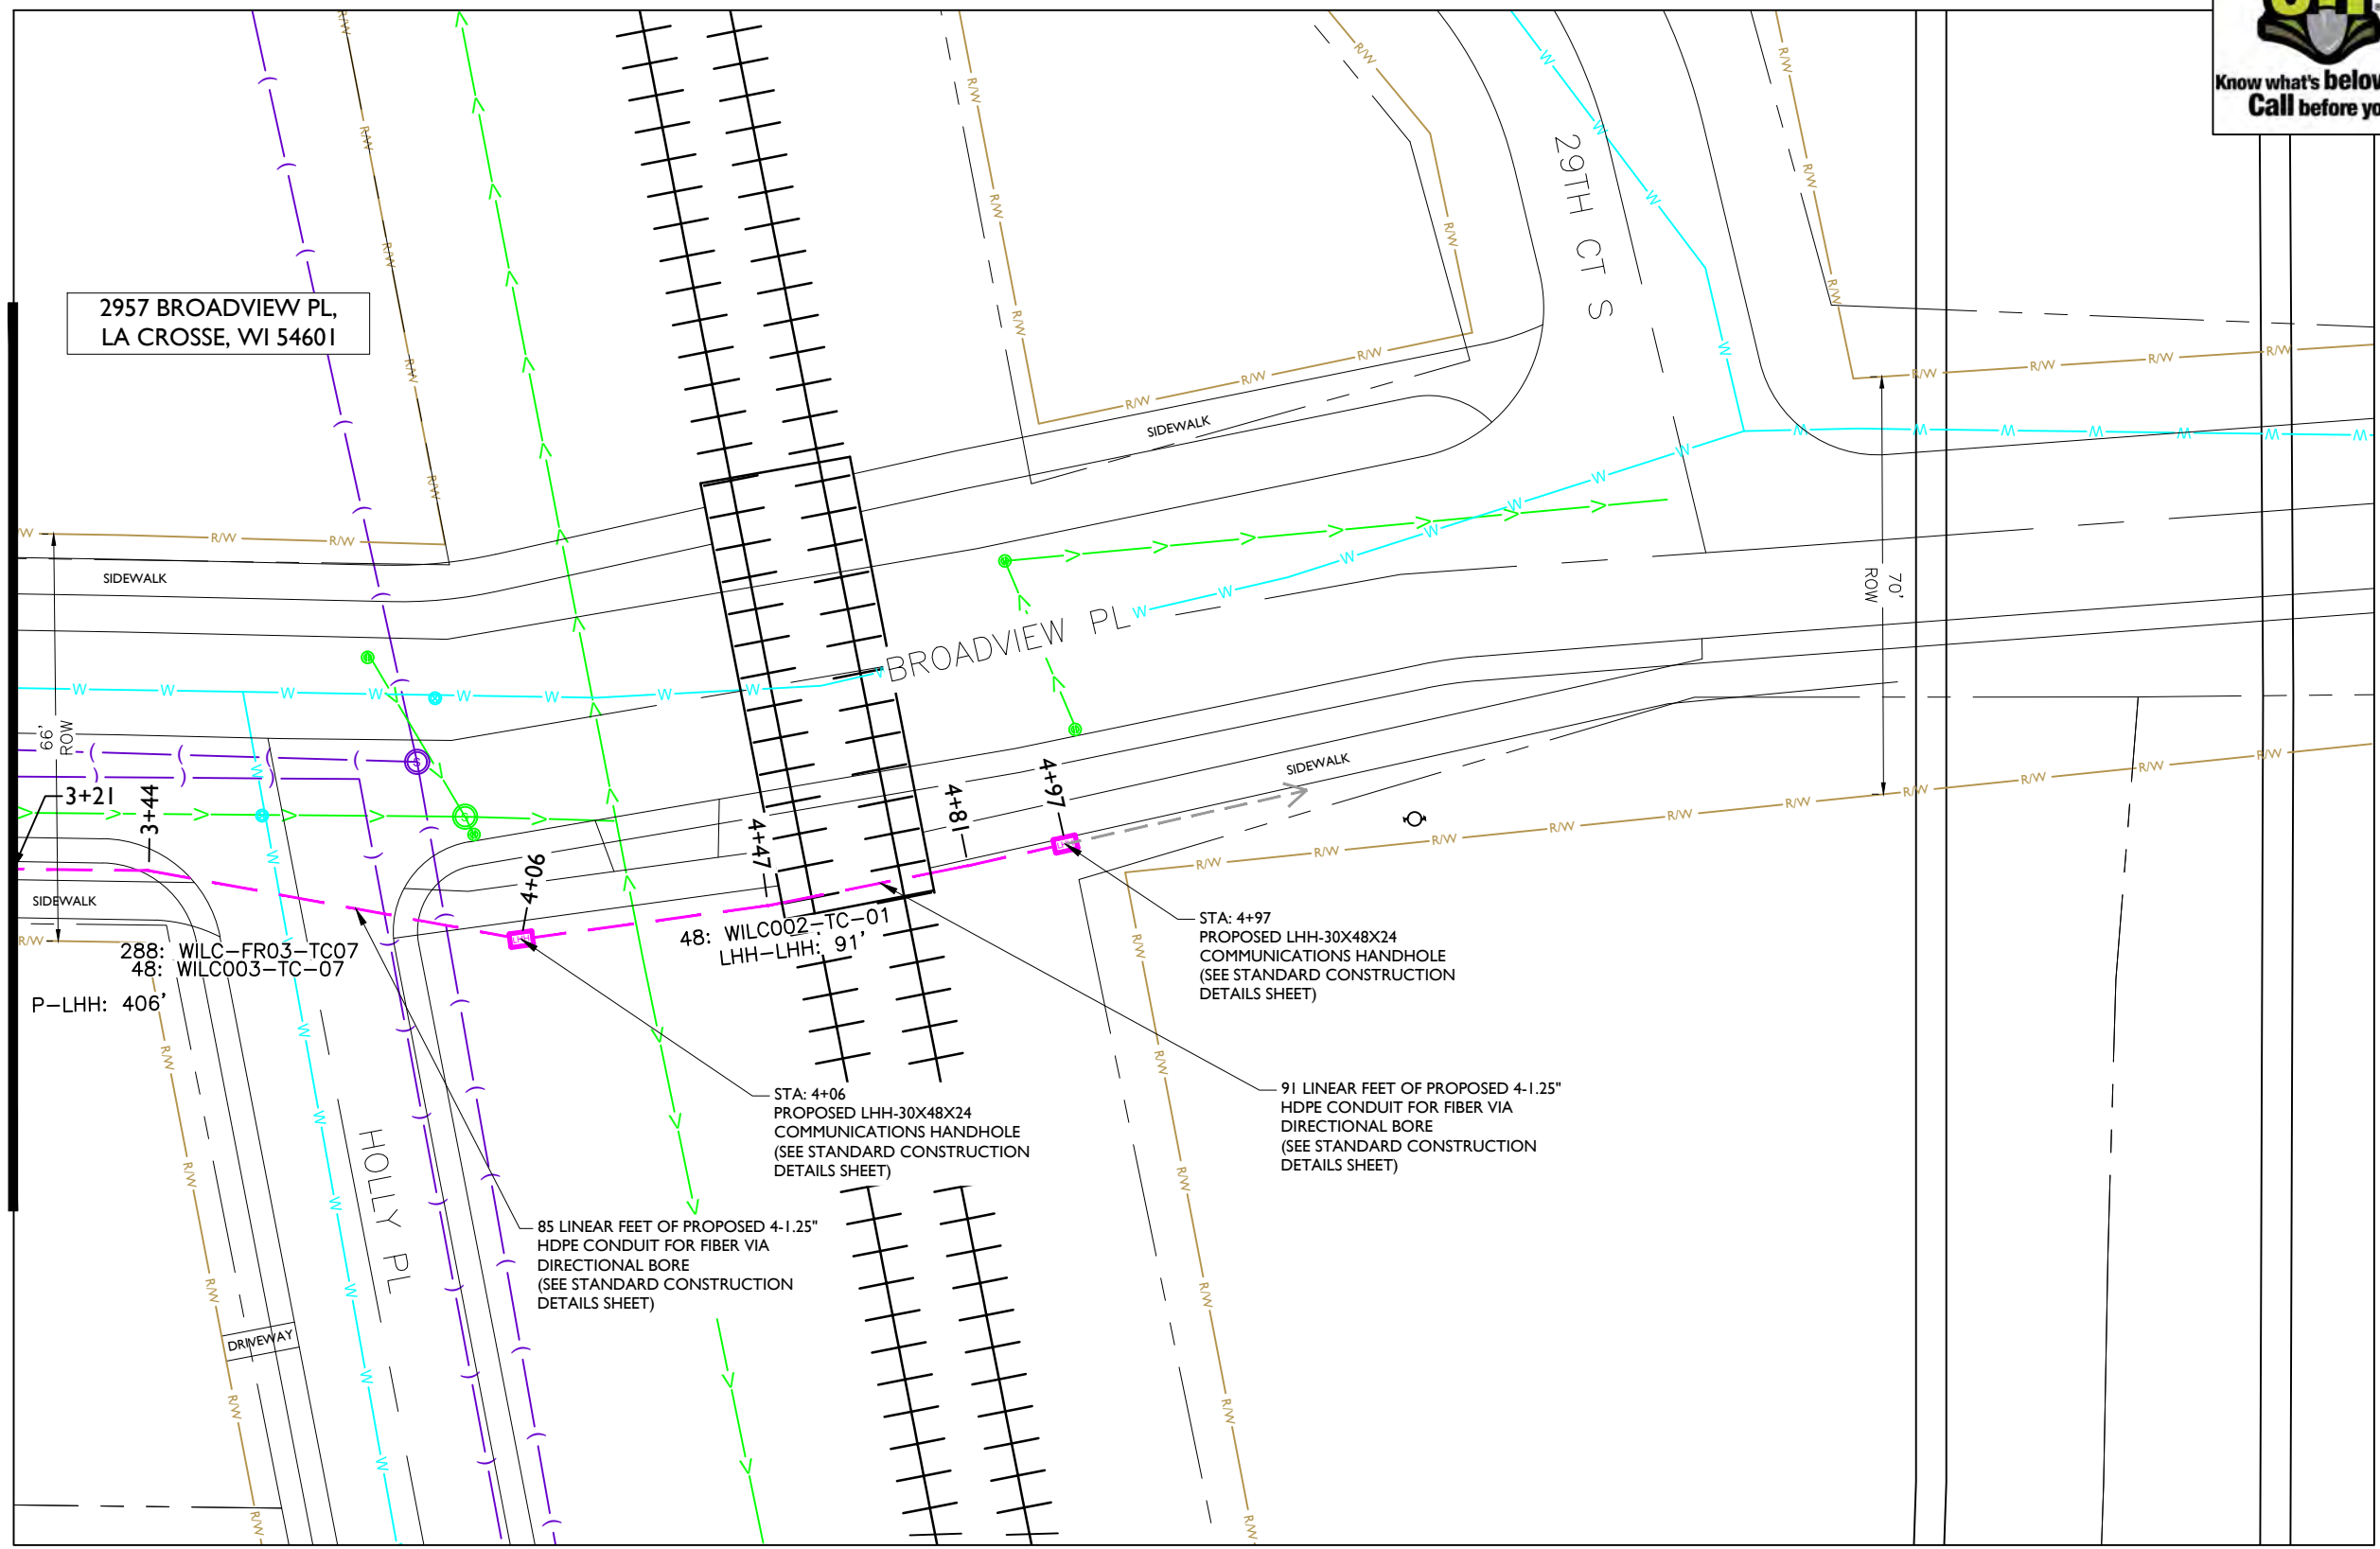 Know what's below
Call before yo
2957 BROADVIEW PL,
LA CROSSE, WI 54601
29TH CT S
SIDEWALK
SIDEWALK
BROADVIEW PL
70'
ROW
66'
ROW
3+21
3+44
4+06
4+47
4+81
4+97
SIDEWALK
SIDEWALK
288: WILC-FR03-TC07
48: WILC003-TC-07
P-LHH: 406'
48: WILC002-TC-01
LHH-LHH: 91'
STA: 4+97
PROPOSED LHH-30X48X24
COMMUNICATIONS HANDHOLE
(SEE STANDARD CONSTRUCTION
DETAILS SHEET)
STA: 4+06
PROPOSED LHH-30X48X24
COMMUNICATIONS HANDHOLE
(SEE STANDARD CONSTRUCTION
DETAILS SHEET)
91 LINEAR FEET OF PROPOSED 4-1.25"
HDPE CONDUIT FOR FIBER VIA
DIRECTIONAL BORE
(SEE STANDARD CONSTRUCTION
DETAILS SHEET)
HOLLY PL
85 LINEAR FEET OF PROPOSED 4-1.25"
HDPE CONDUIT FOR FIBER VIA
DIRECTIONAL BORE
(SEE STANDARD CONSTRUCTION
DETAILS SHEET)
DRIVEWAY
R/W
W